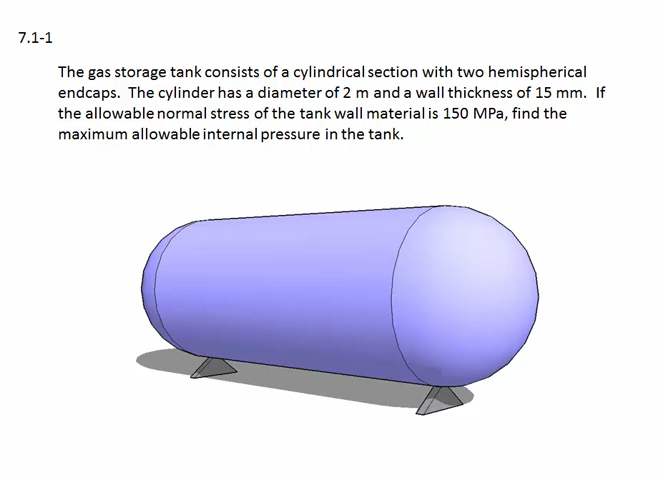 7.1-1
The gas storage tank consists of a cylindrical section with two hemispherical
endcaps.  The cylinder has a diameter of 2 m and a wall thickness of 15 mm.  If
the allowable normal stress of the tank wall material is 150 MPa, find the
maximum allowable internal pressure in the tank.